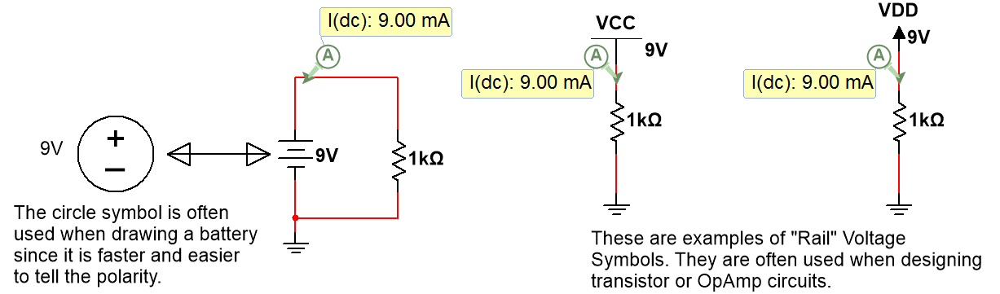 I(dc): 9.00 mA
9V
+
−
9V
1kΩ
A
The circle symbol is often
used when drawing a battery
since it is faster and easier
to tell the polarity.
VCC
9V
A
I(dc): 9.00 mA
1kΩ
VDD
9V
A
I(dc): 9.00 mA
1kΩ
These are examples of "Rail" Voltage
Symbols. They are often used when designing
transistor or OpAmp circuits.